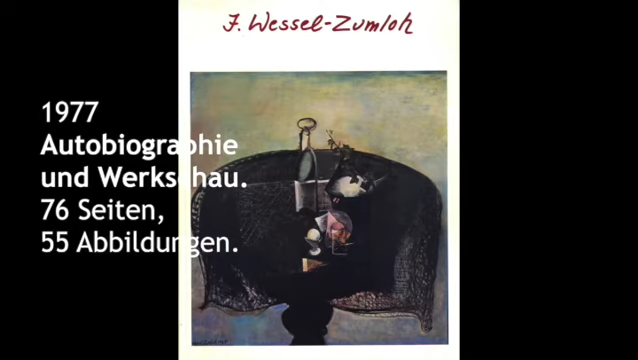 J. Wessel-Zumloh
1977
Autobiographie
und Werkschau.
76 Seiten,
55 Abbildungen.